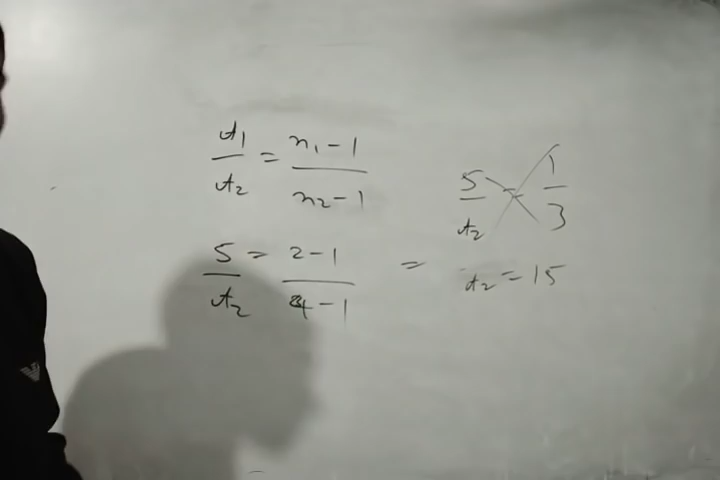 t1/t2 = n1-1/n2-1
5/t2 = 2-1/4-1 = 5/t2 = 1/3
t2 = 15